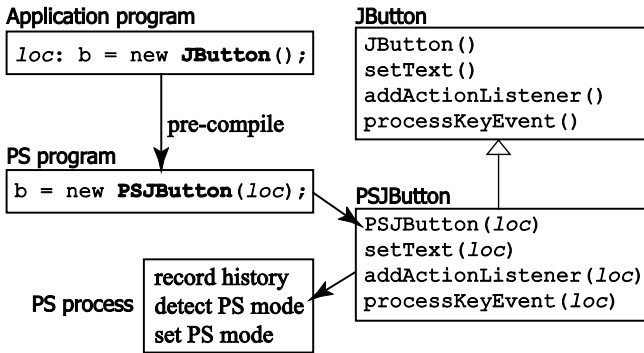 Application program
loc: b = new JButton();
pre-compile
PS program
b = new PSJButton(loc);
JButton
JButton()
setText()
addActionListener()
processKeyEvent()
PSJButton
PSJButton(loc)
setText(loc)
addActionListener(loc)
processKeyEvent(loc)
PS process
record history
detect PS mode
set PS mode